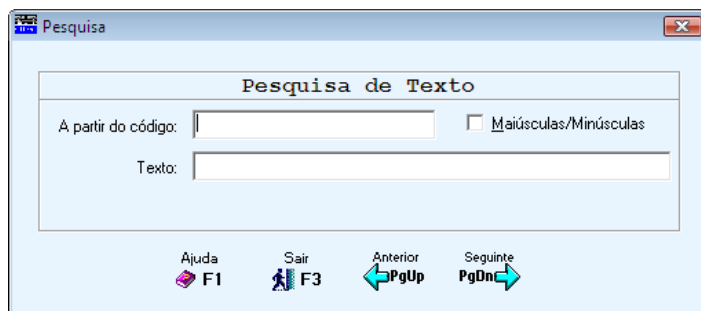 Pesquisa
Pesquisa de Texto
A partir do código:
Maiúsculas/Minúsculas
Texto:
Ajuda Sair Anterior Seguinte
F1 F3 PgUp PgDn